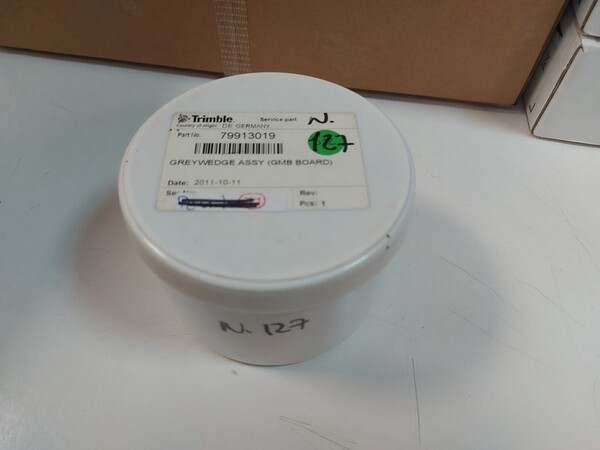 Trimble Service part N.
Country of origin: DE GERMANY
Part No: 79913019 127
GREYWEDGE ASSY (GMB BOARD)
Date: 2011-10-11
Rev:
Pcs: 1
N. 127